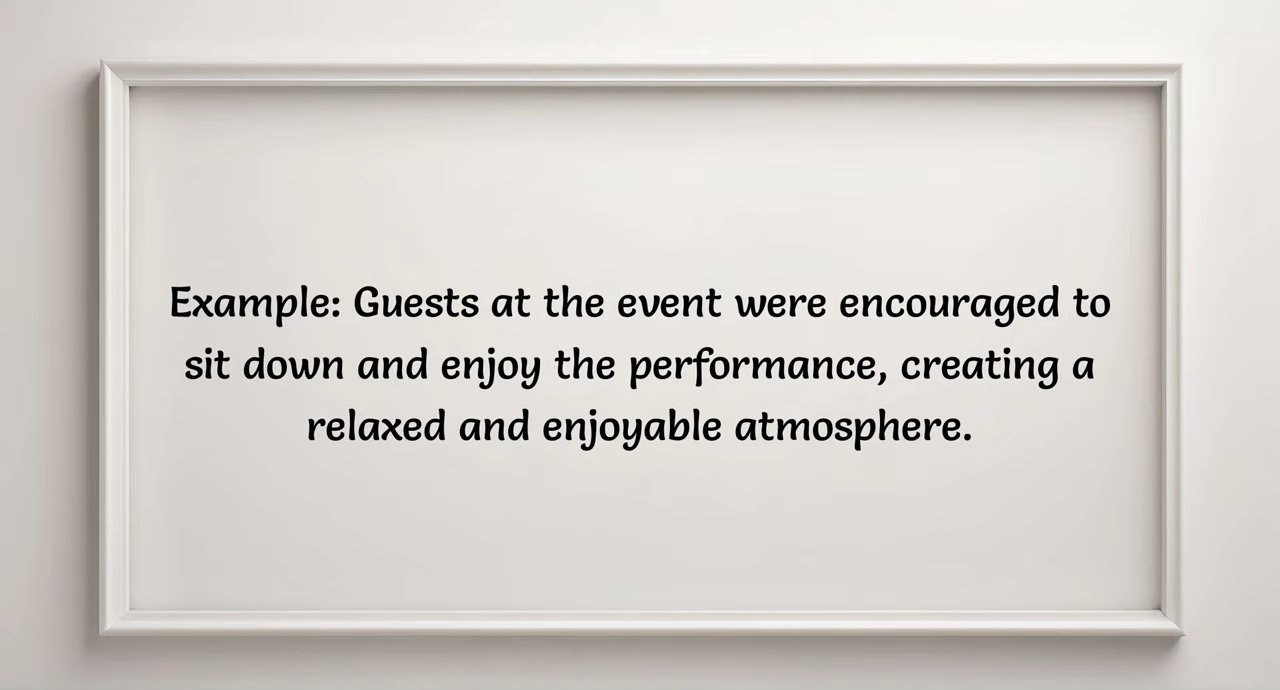 Example: Guests at the event were encouraged to
sit down and enjoy the performance, creating a
relaxed and enjoyable atmosphere.